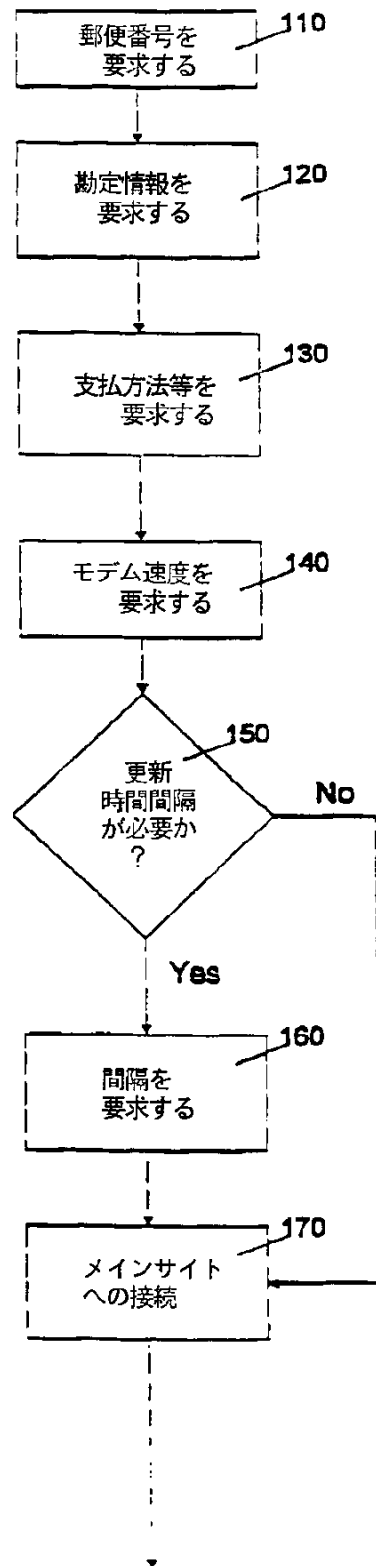 郵便番号を
要求する
110
勘定情報を
要求する
120
支払方法等を
要求する
130
モデム速度を
要求する
140
更新
時間間隔
が必要か
?
150
No
Yes
間隔を
要求する
160
メインサイト
への接続
170